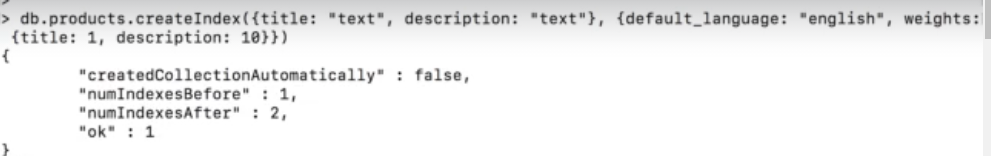 > db.products.createIndex({title: "text", description: "text"}, {default_language: "english", weights:
{title: 1, description: 10}})
{
"createdCollectionAutomatically" : false,
"numIndexesBefore" : 1,
"numIndexesAfter" : 2,
"ok" : 1
}